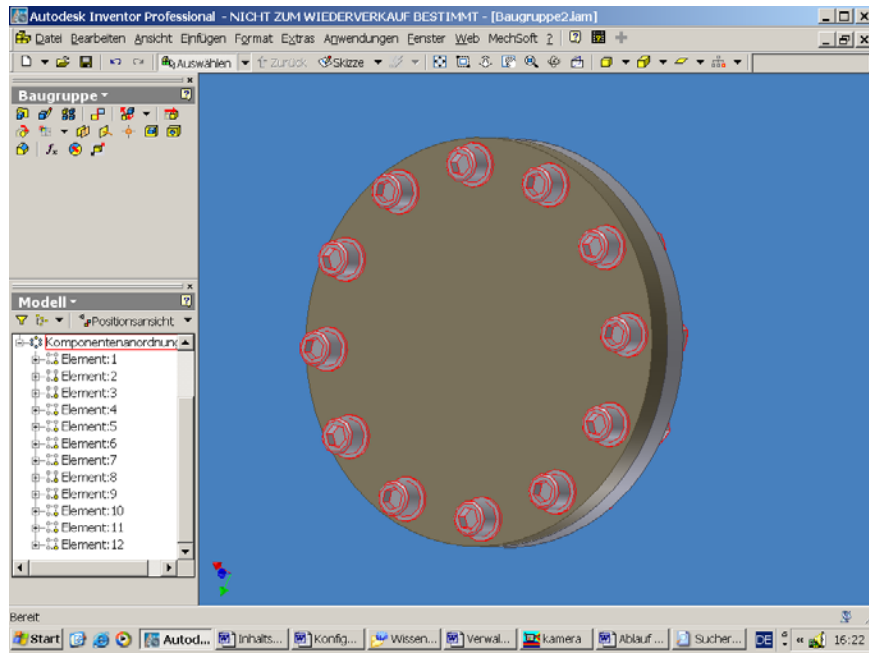 Autodesk Inventor Professional - NICHT ZUM WIEDERVERKAUF BESTIMMT - [Baugruppe2.iam]
Datei Bearbeiten Ansicht Einfügen Format Extras Anwendungen Fenster Web MechSoft ?
Auswählen Zurück Skizze
Baugruppe
fx
Modell
Positionsansicht
Komponentenanordnung
Element:1
Element:2
Element:3
Element:4
Element:5
Element:6
Element:7
Element:8
Element:9
Element:10
Element:11
Element:12
Bereit
Start Autod... Inhalts... Konfig... Wissen... Verwal... kamera Ablauf ... Sucher... DE « 16:22